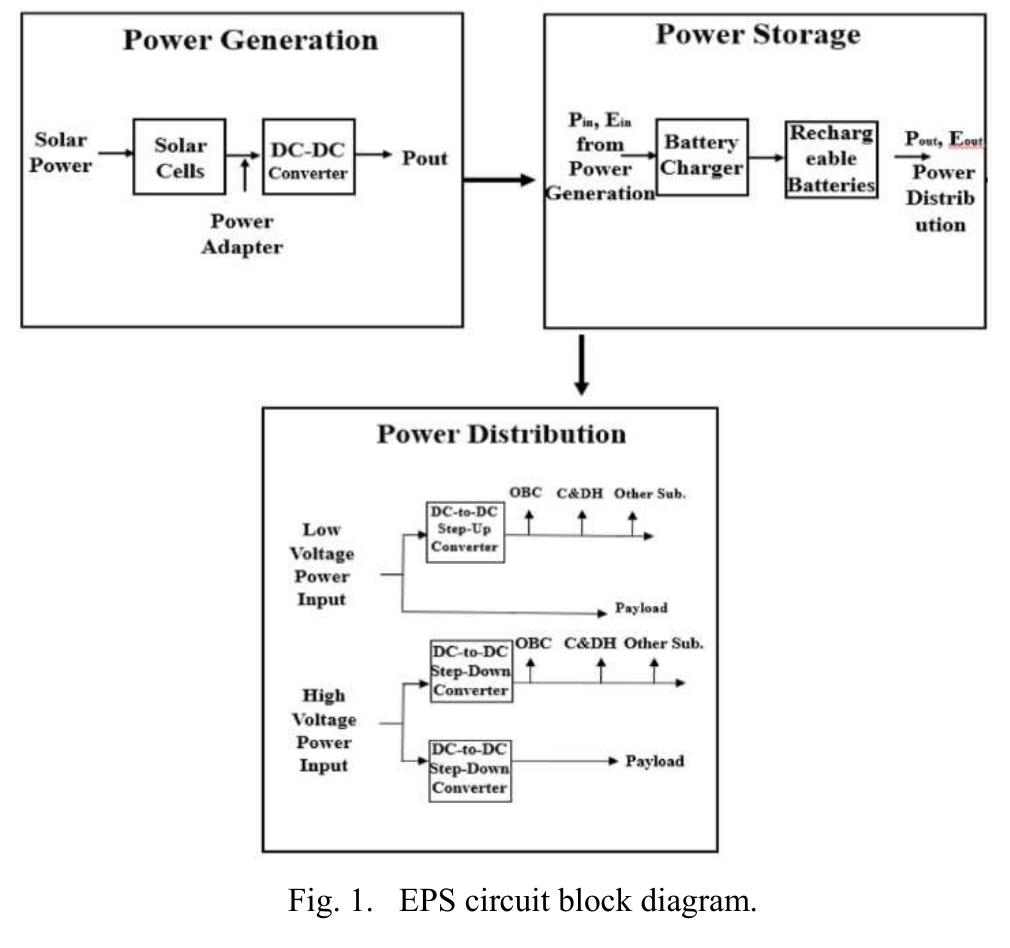 Power Generation
Solar
Power
Solar
Cells
DC-DC
Converter
Pout
Power
Adapter
Power Storage
Pin, Ein
from
Power
Generation
Battery
Charger
Recharg
eable
Batteries
Pout, Eout
Power
Distrib
ution
Power Distribution
Low
Voltage
Power
Input
DC-to-DC
Step-Up
Converter
OBC C&DH Other Sub.
Payload
High
Voltage
Power
Input
DC-to-DC
Step-Down
Converter
OBC C&DH Other Sub.
DC-to-DC
Step-Down
Converter
Payload
Fig. 1. EPS circuit block diagram.